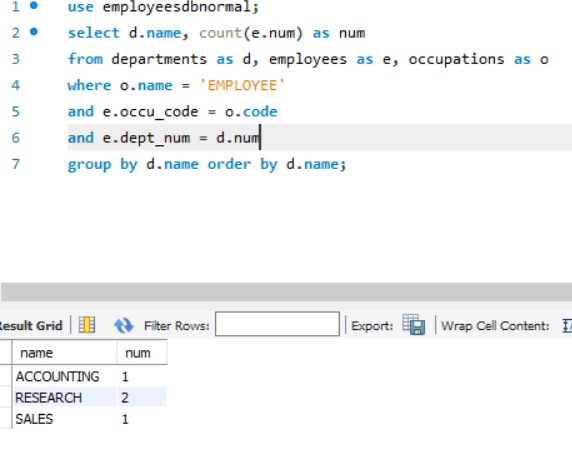 1 use employeesdbnormal;
2 select d.name, count(e.num) as num
3 from departments as d, employees as e, occupations as o
4 where o.name = 'EMPLOYEE'
5 and e.occu_code = o.code
6 and e.dept_num = d.num
7 group by d.name order by d.name;
Result Grid Filter Rows: Export: Wrap Cell Content:
name num
ACCOUNTING 1
RESEARCH 2
SALES 1